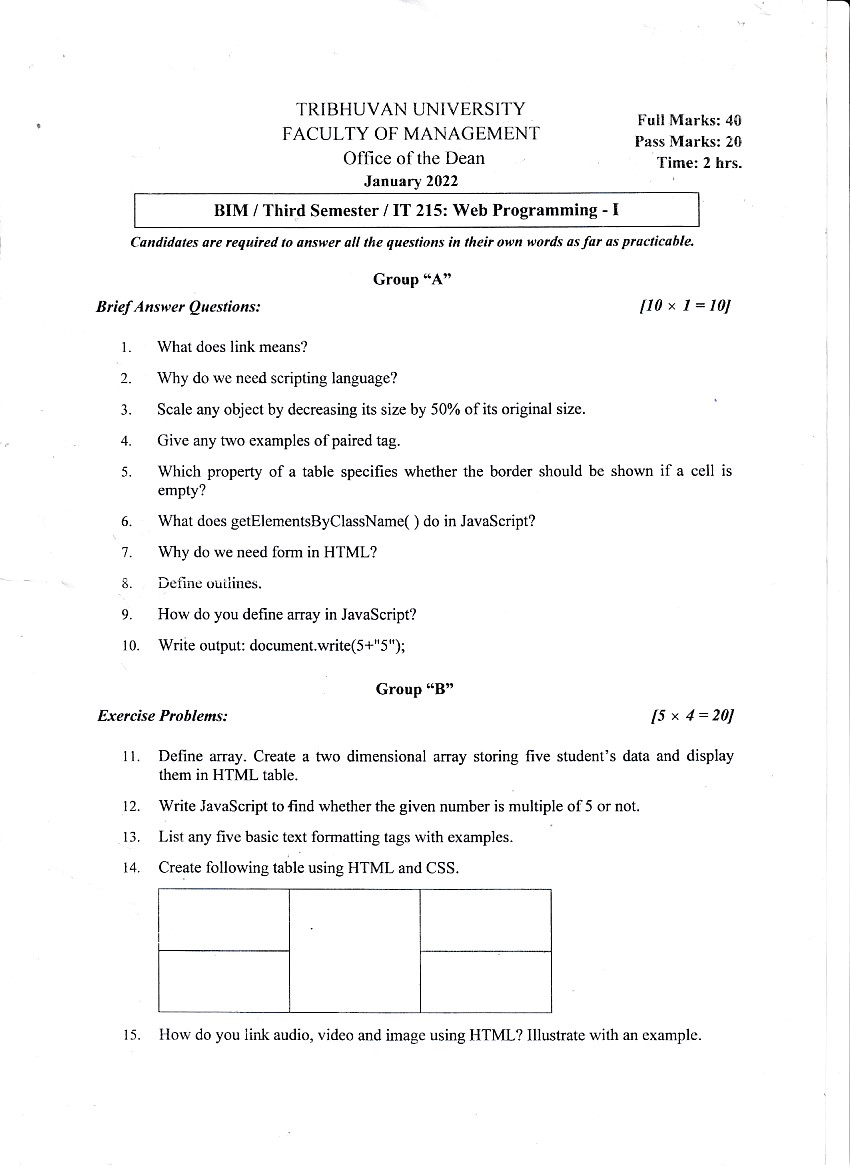 TRIBHUVAN UNIVERSITY
FACULTY OF MANAGEMENT
Office of the Dean
January 2022
Full Marks: 40
Pass Marks: 20
Time: 2 hrs.
BIM / Third Semester / IT 215: Web Programming - I
Candidates are required to answer all the questions in their own words as far as practicable.
Group “A”
Brief Answer Questions: [10 × 1 = 10]
1. What does link means?
2. Why do we need scripting language?
3. Scale any object by decreasing its size by 50% of its original size.
4. Give any two examples of paired tag.
5. Which property of a table specifies whether the border should be shown if a cell is
empty?
6. What does getElementsByClassName( ) do in JavaScript?
7. Why do we need form in HTML?
8. Define outlines.
9. How do you define array in JavaScript?
10. Write output: document.write(5+"5");
Group “B”
Exercise Problems: [5 × 4 = 20]
11. Define array. Create a two dimensional array storing five student’s data and display
them in HTML table.
12. Write JavaScript to find whether the given number is multiple of 5 or not.
13. List any five basic text formatting tags with examples.
14. Create following table using HTML and CSS.
15. How do you link audio, video and image using HTML? Illustrate with an example.